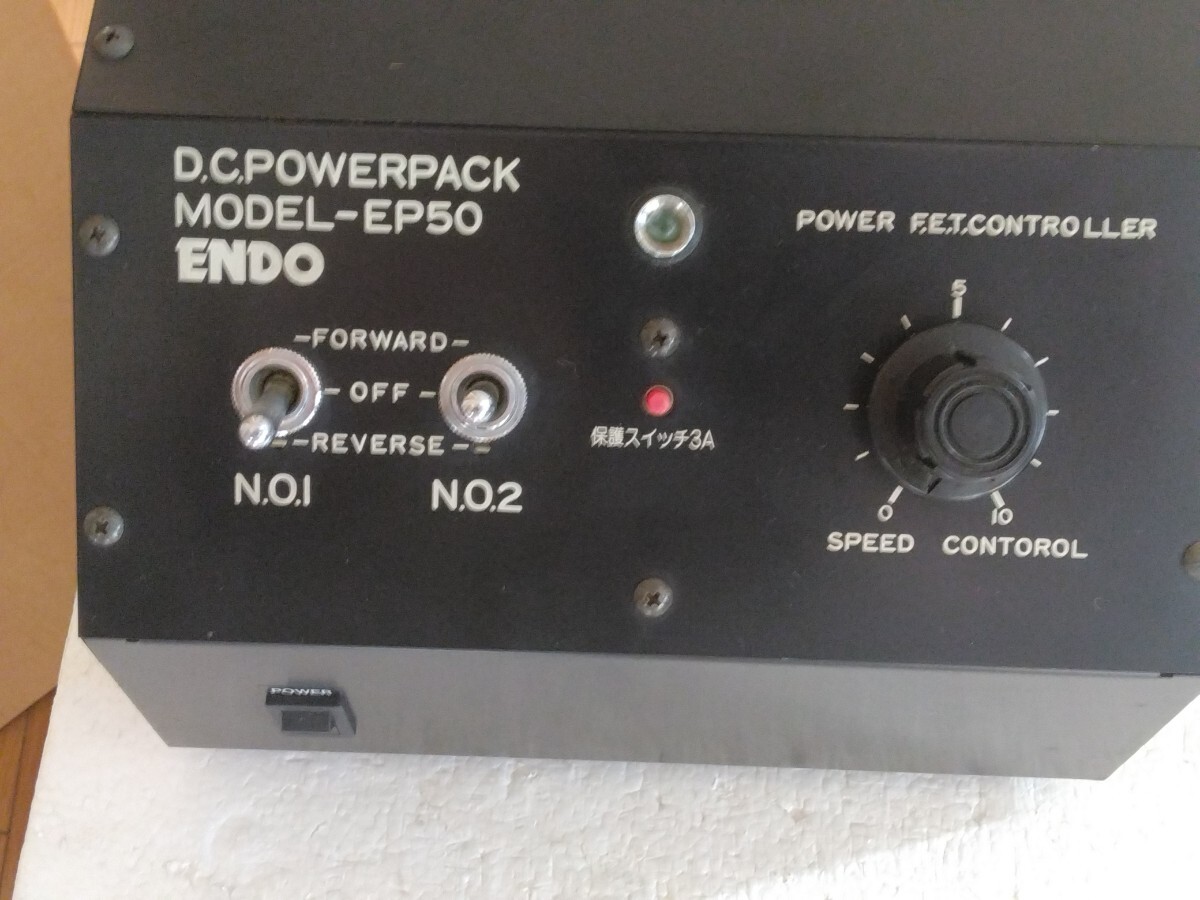 D.C.POWERPACK
MODEL-EP50
ENDO
POWER F.E.T.CONTROLLER
-FORWARD-
-OFF-
--REVERSE--
N.O.1
N.O.2
保護スイッチ3A
5
0
10
SPEED CONTOROL
POWER